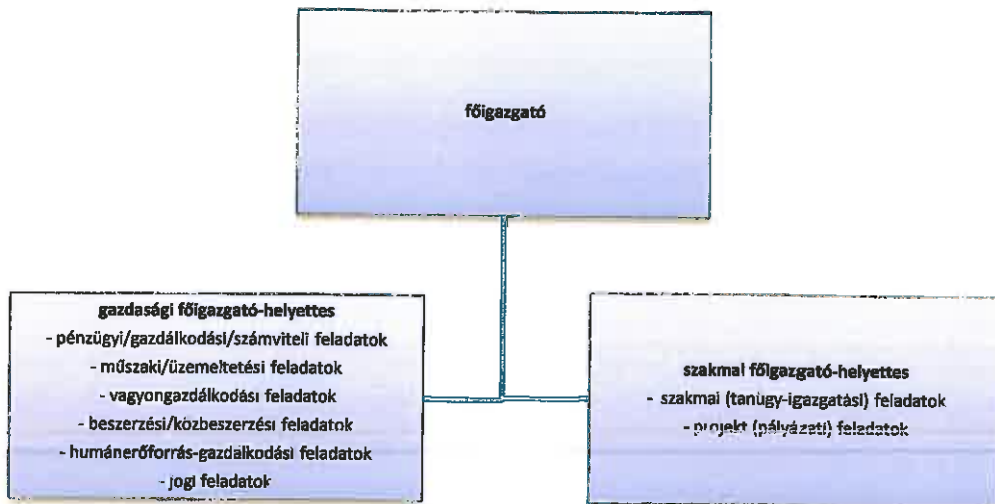 főigazgató
gazdasági főigazgató-helyettes
- pénzügyi/gazdálkodási/számviteli feladatok
- műszaki/üzemeltetési feladatok
- vagyongazdálkodási feladatok
- beszerzési/közbeszerzési feladatok
- humánerőforrás-gazdálkodási feladatok
- jogi feladatok
szakmai főigazgató-helyettes
- szakmai (tanügy-igazgatási) feladatok
- projekt (pályázati) feladatok